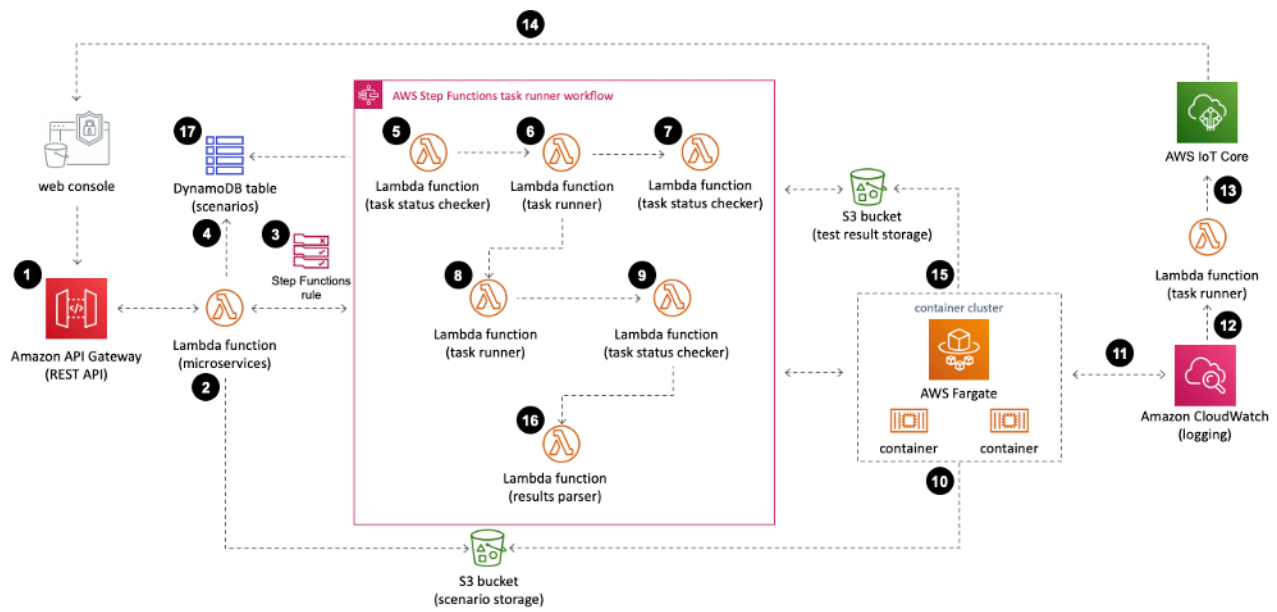 14
AWS Step Functions task runner workflow
17
5
6
7
web console
DynamoDB table
(scenarios)
Lambda function
(task status checker)
Lambda function
(task runner)
Lambda function
(task status checker)
AWS IoT Core
13
S3 bucket
(test result storage)
4
3
Step Functions
rule
1
8
9
15
Lambda function
(task runner)
container cluster
12
Amazon API Gateway
(REST API)
Lambda function
(microservices)
2
Lambda function
(task runner)
Lambda function
(task status checker)
11
AWS Fargate
Amazon CloudWatch
(logging)
16
container
container
Lambda function
(results parser)
10
S3 bucket
(scenario storage)